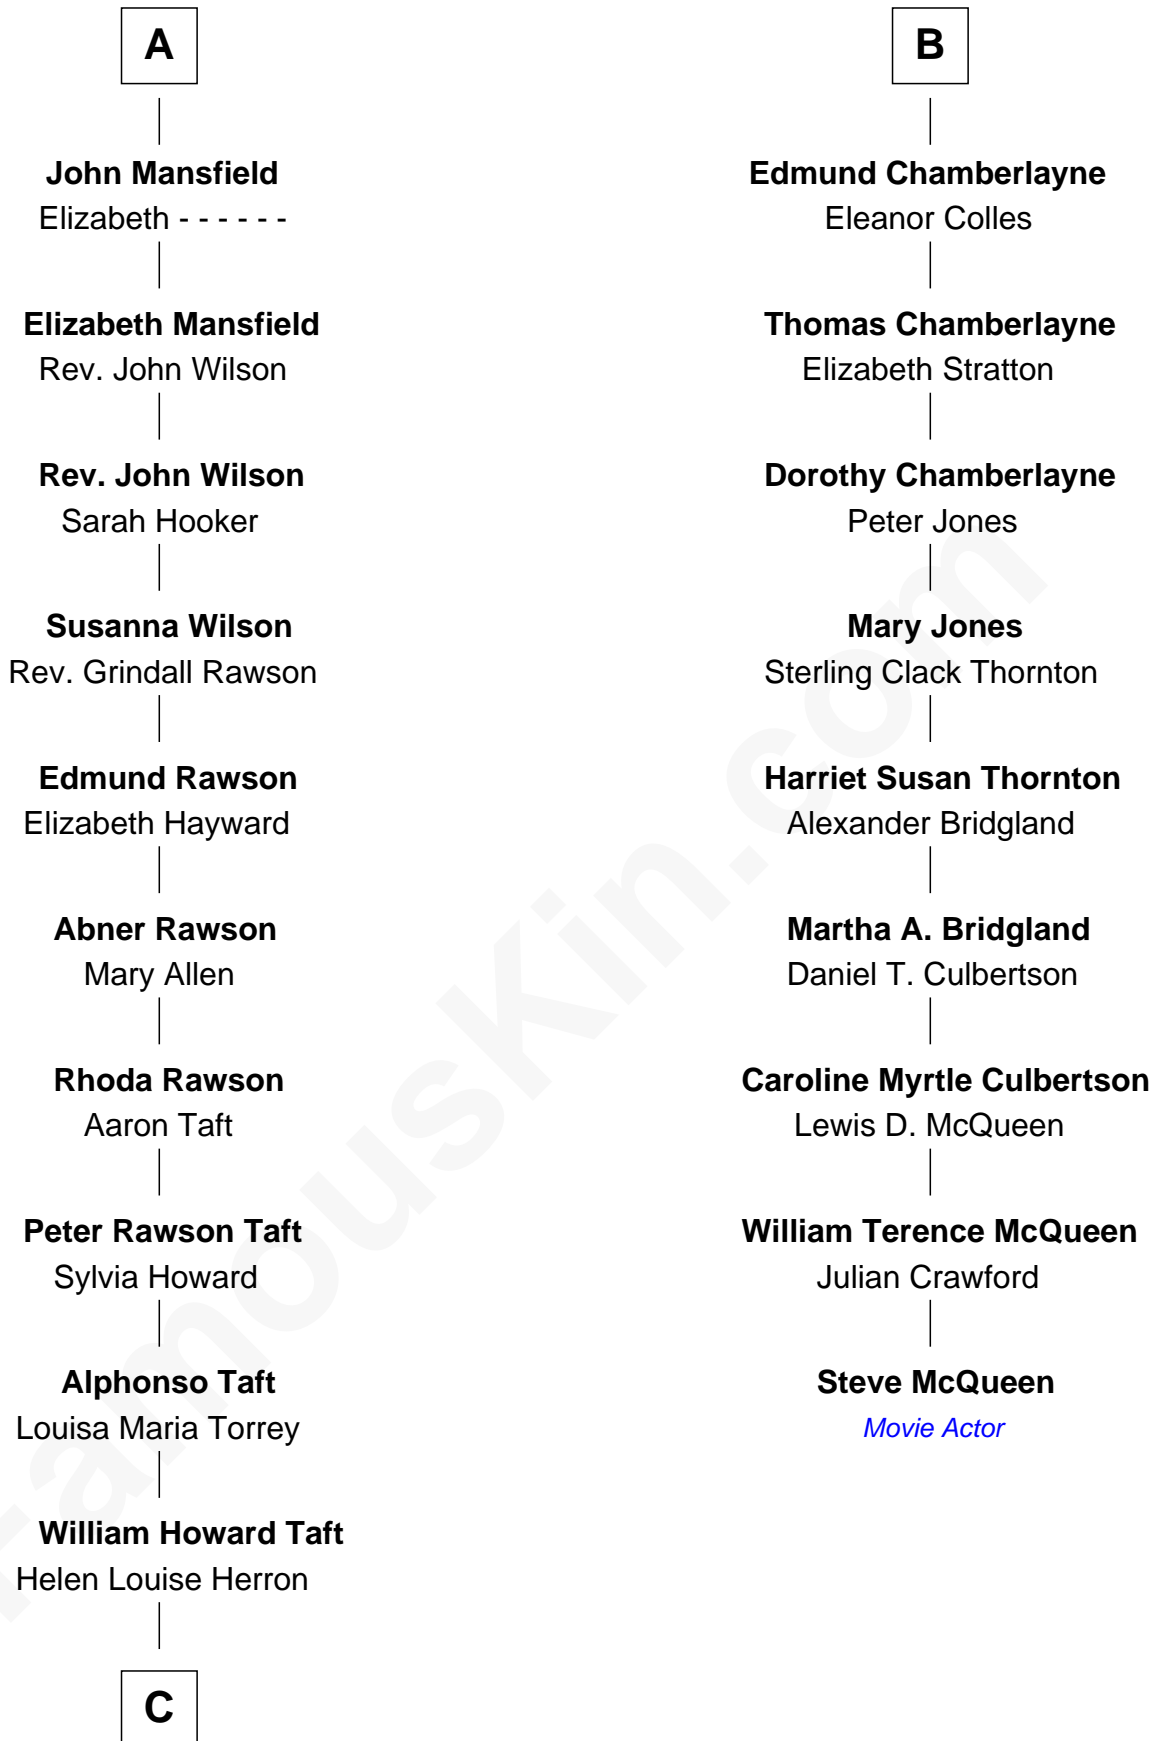 A
John Mansfield
Elizabeth - - - - - -
Elizabeth Mansfield
Rev. John Wilson
Rev. John Wilson
Sarah Hooker
Susanna Wilson
Rev. Grindall Rawson
Edmund Rawson
Elizabeth Hayward
Abner Rawson
Mary Allen
Rhoda Rawson
Aaron Taft
Peter Rawson Taft
Sylvia Howard
Alphonso Taft
Louisa Maria Torrey
William Howard Taft
Helen Louise Herron
C
B
Edmund Chamberlayne
Eleanor Colles
Thomas Chamberlayne
Elizabeth Stratton
Dorothy Chamberlayne
Peter Jones
Mary Jones
Sterling Clack Thornton
Harriet Susan Thornton
Alexander Bridgland
Martha A. Bridgland
Daniel T. Culbertson
Caroline Myrtle Culbertson
Lewis D. McQueen
William Terence McQueen
Julian Crawford
Steve McQueen
Movie Actor
FamousKin.com